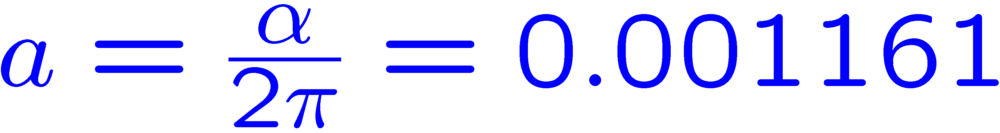 a = α/2π = 0.001161